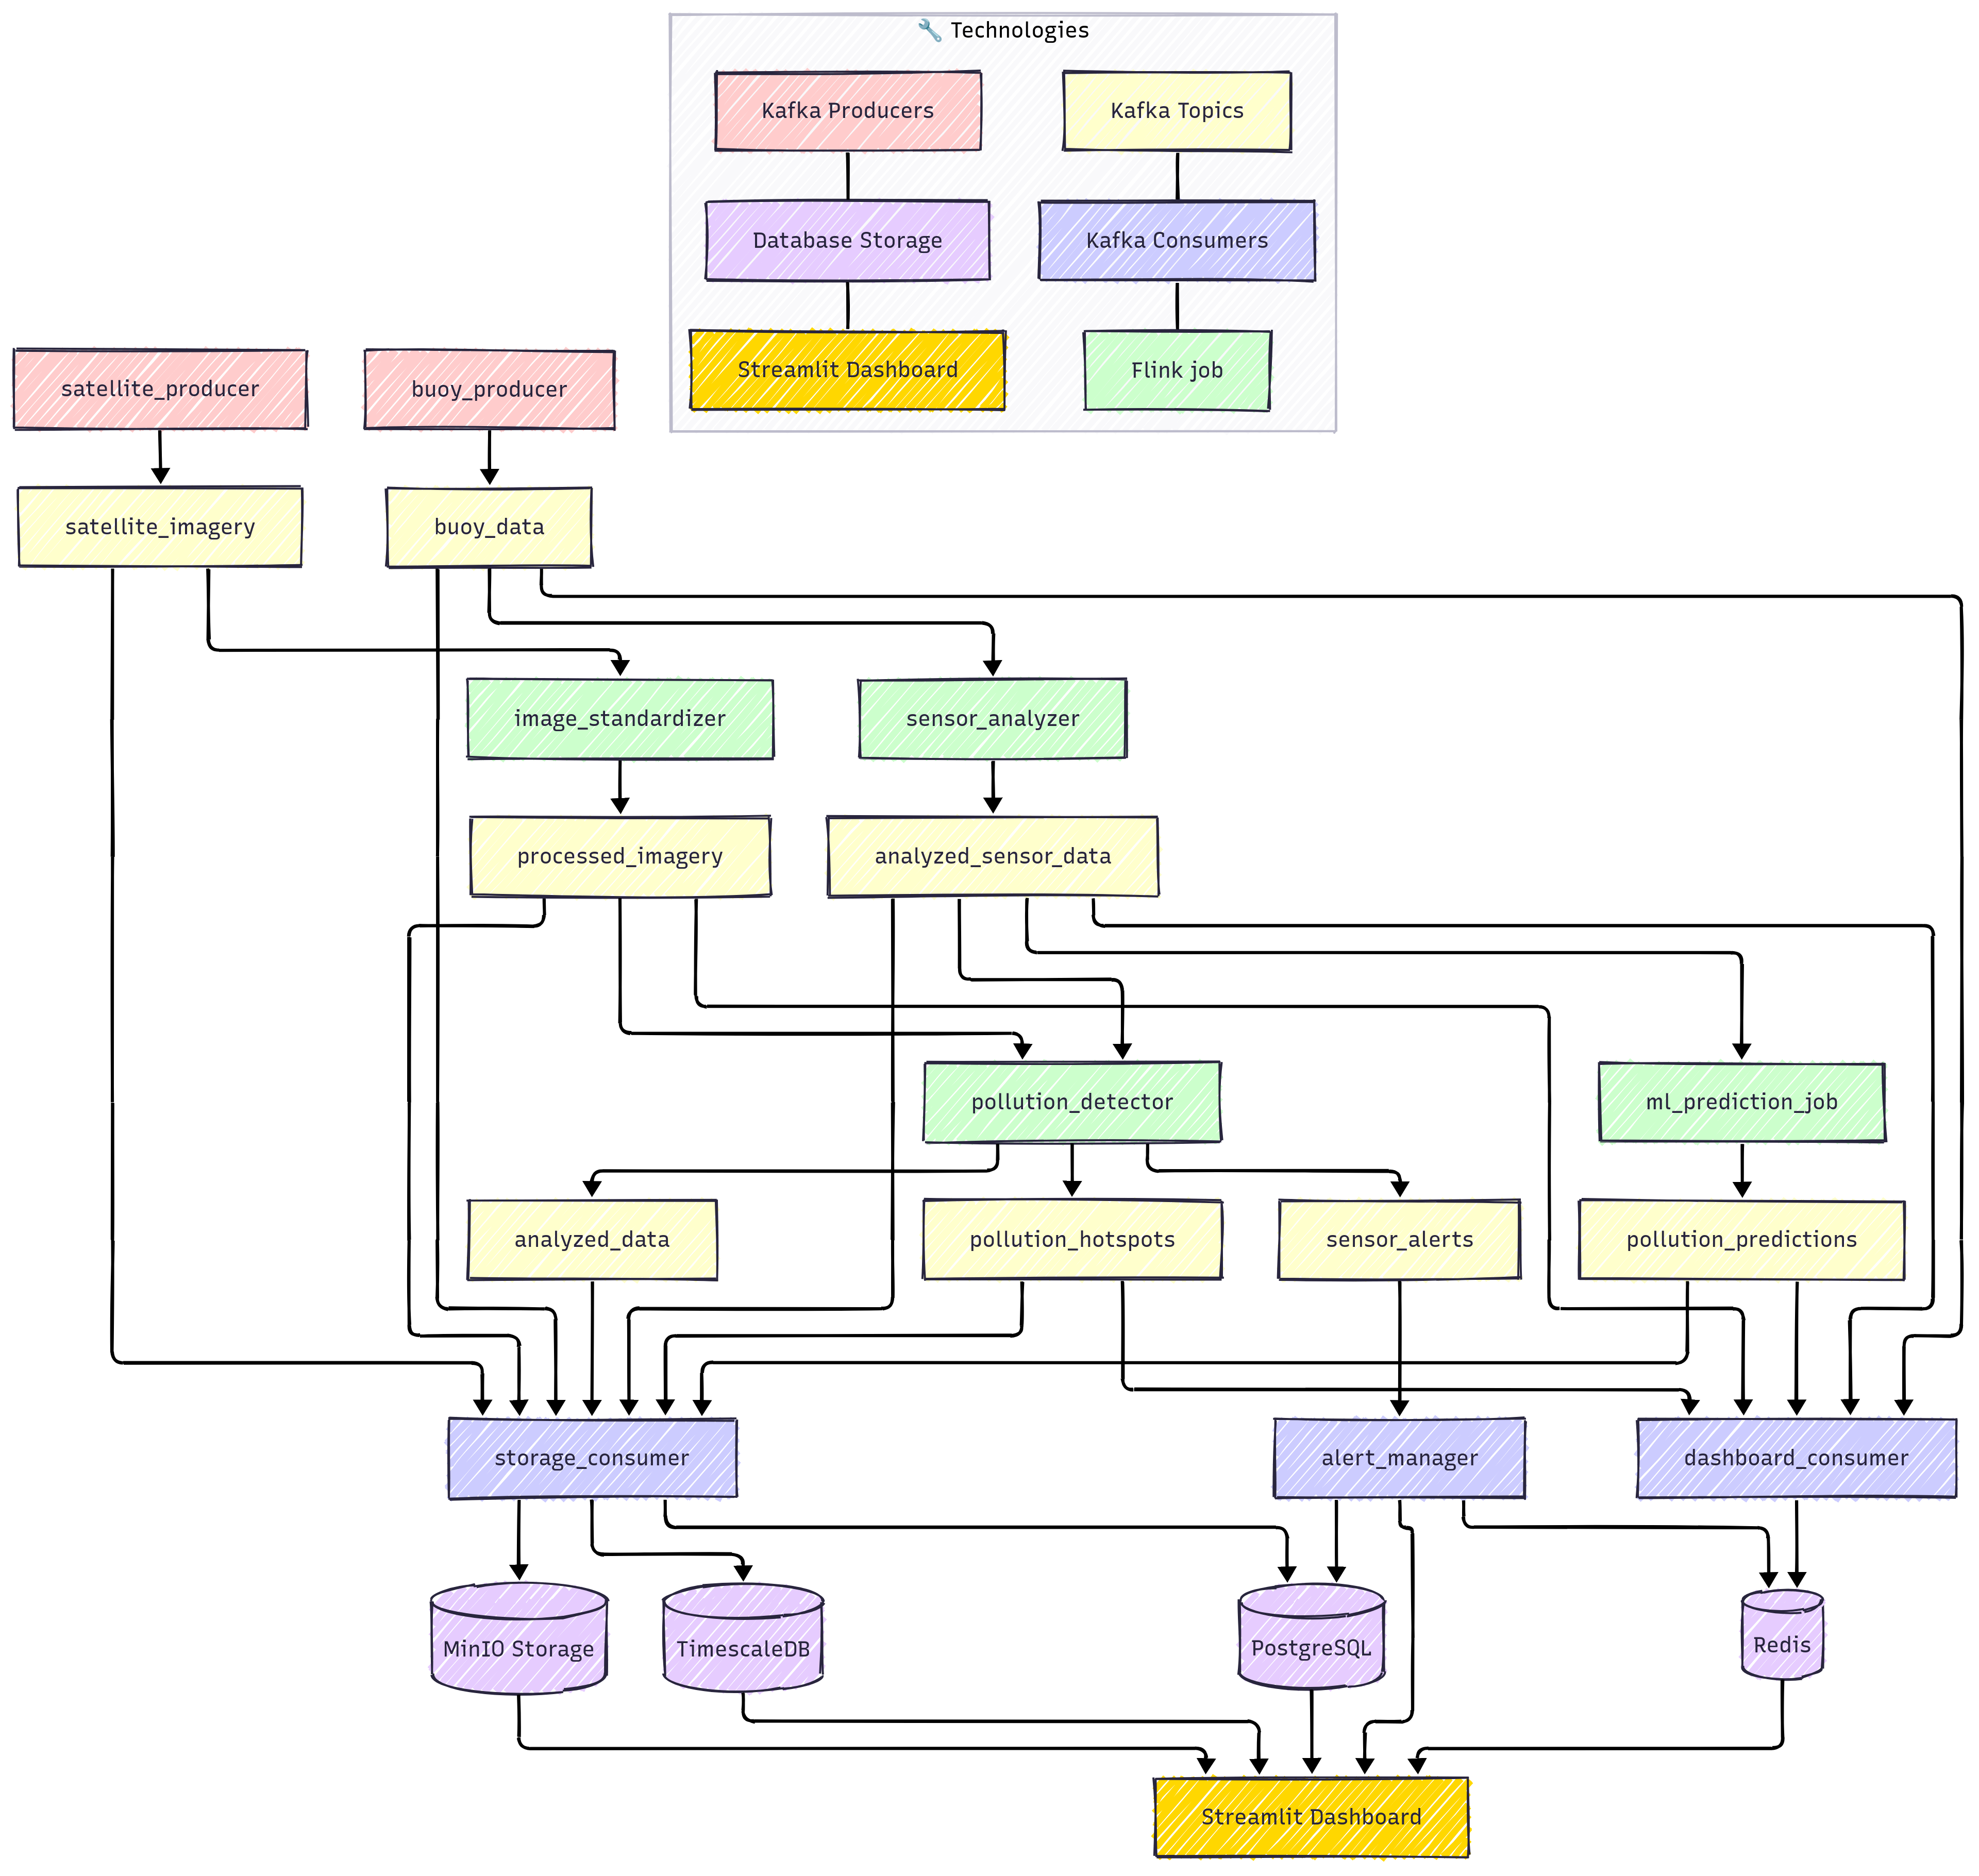 🔧 Technologies
Kafka Producers
Kafka Topics
Database Storage
Kafka Consumers
Streamlit Dashboard
Flink job
satellite_producer
buoy_producer
satellite_imagery
buoy_data
image_standardizer
sensor_analyzer
processed_imagery
analyzed_sensor_data
pollution_detector
ml_prediction_job
analyzed_data
pollution_hotspots
sensor_alerts
pollution_predictions
storage_consumer
alert_manager
dashboard_consumer
MinIO Storage
TimescaleDB
PostgreSQL
Redis
Streamlit Dashboard